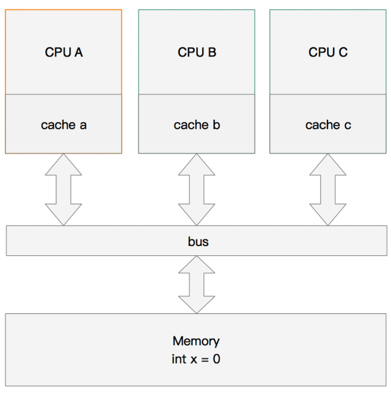 CPU A
CPU B
CPU C
cache a
cache b
cache c
bus
Memory
int x = 0